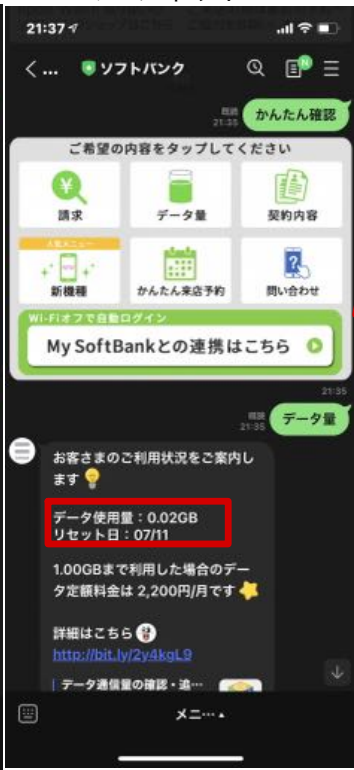 21:37
ソフトバンク
既読
21:35
かんたん確認
ご希望の内容をタップしてください
請求
データ量
契約内容
人気メニュー
新機種
かんたん来店予約
問い合わせ
Wi-Fiオフで自動ログイン
My SoftBankとの連携はこちら
21:35
既読
21:35
データ量
お客さまのご利用状況をご案内し
ます
データ使用量：0.02GB
リセット日：07/11
1.00GBまで利用した場合のデー
タ定額料金は 2,200円/月です
詳細はこちら
http://bit.ly/2y4kgL9
データ通信量の確認・追…
メニ…